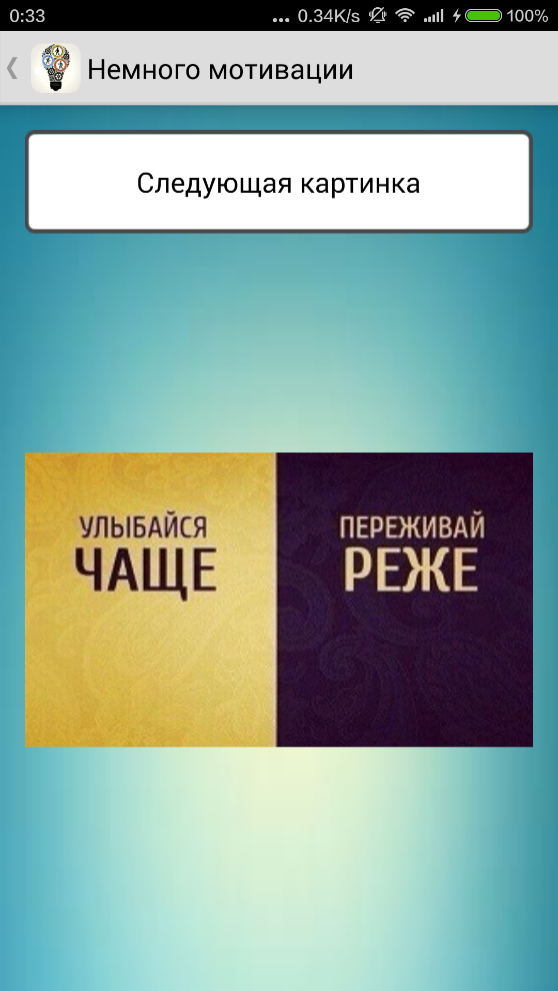 0:33 ... 0.34K/s 100%
Немного мотивации
Следующая картинка
УЛЫБАЙСЯ
ЧАЩЕ
ПЕРЕЖИВАЙ
РЕЖЕ